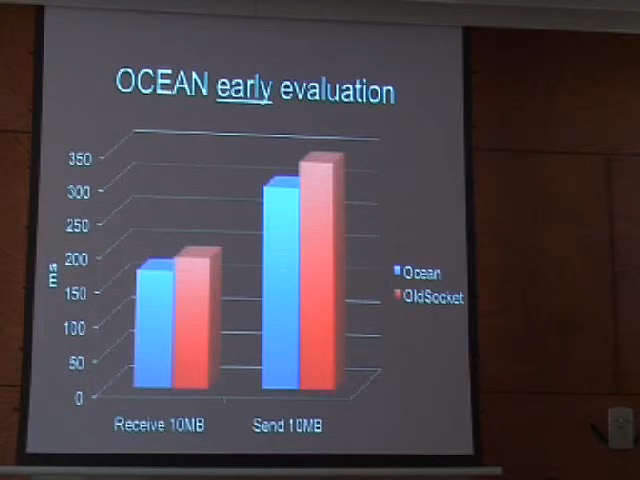 OCEAN early evaluation
350
300
250
200
150
100
50
0
ms
Ocean
OldSocket
Receive 10MB
Send 10MB